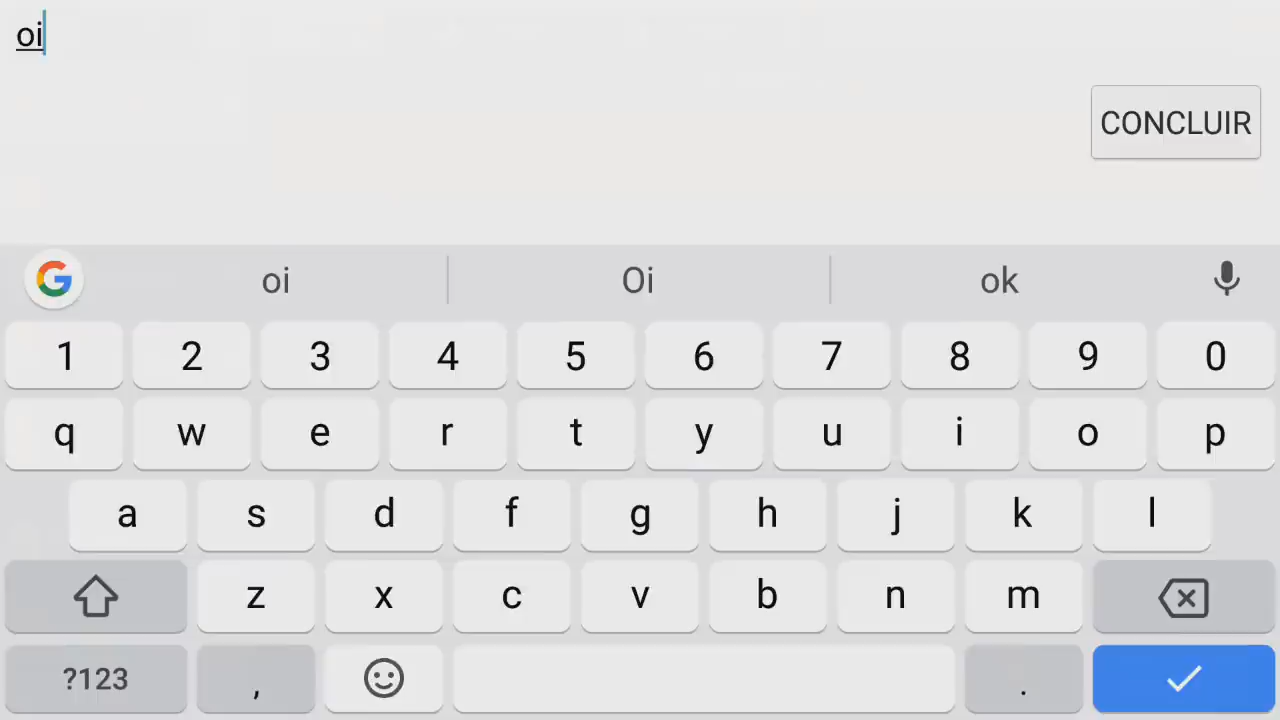 oi
CONCLUIR
G oi Oi ok
1 2 3 4 5 6 7 8 9 0
q w e r t y u i o p
a s d f g h j k l
z x c v b n m
?123 , .